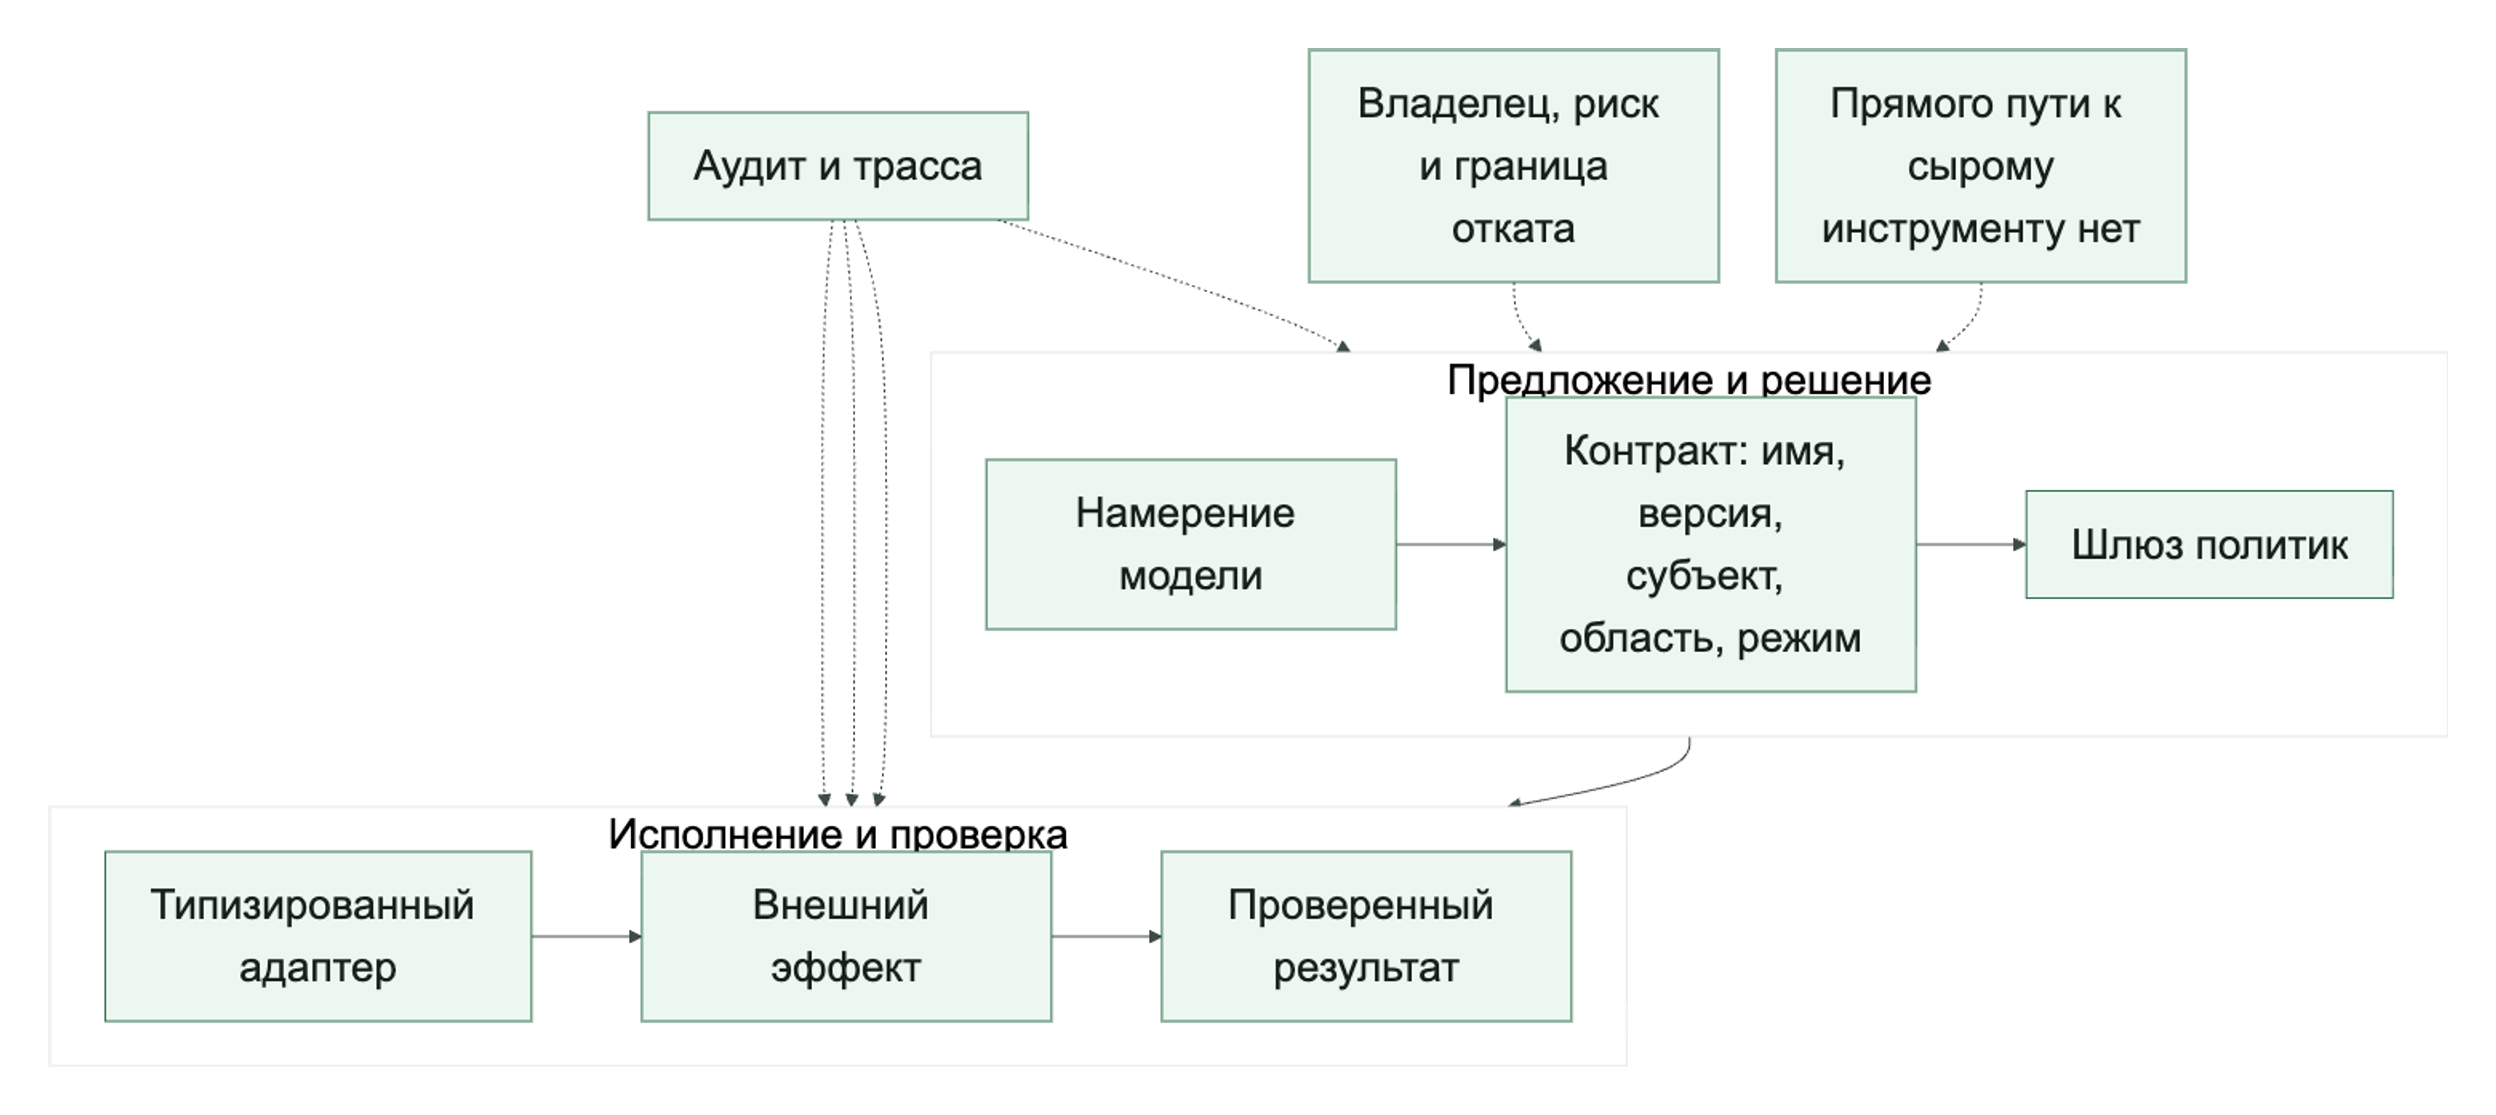 Аудит и трасса
Владелец, риск
и граница
отката
Прямого пути к
сырому
инструменту нет
Предложение и решение
Намерение
модели
Контракт: имя,
версия,
субъект,
область, режим
Шлюз политик
Исполнение и проверка
Типизированный
адаптер
Внешний
эффект
Проверенный
результат